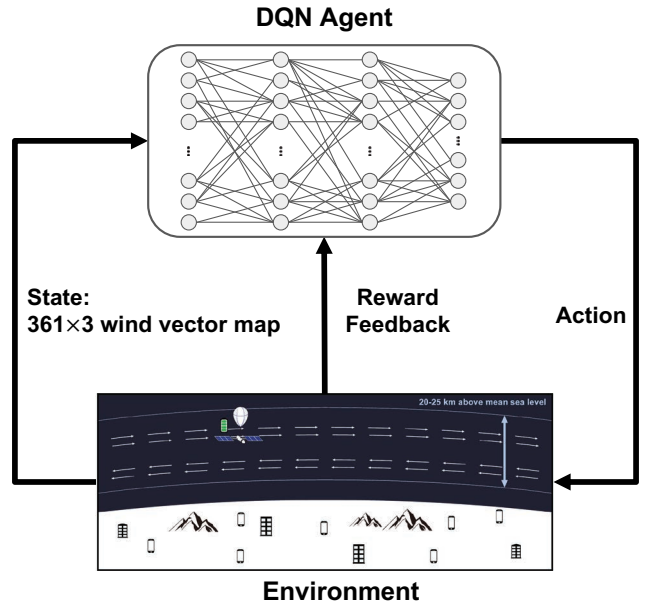 DQN Agent
State:
361×3 wind vector map
Reward
Feedback
Action
20-25 km above mean sea level
Environment